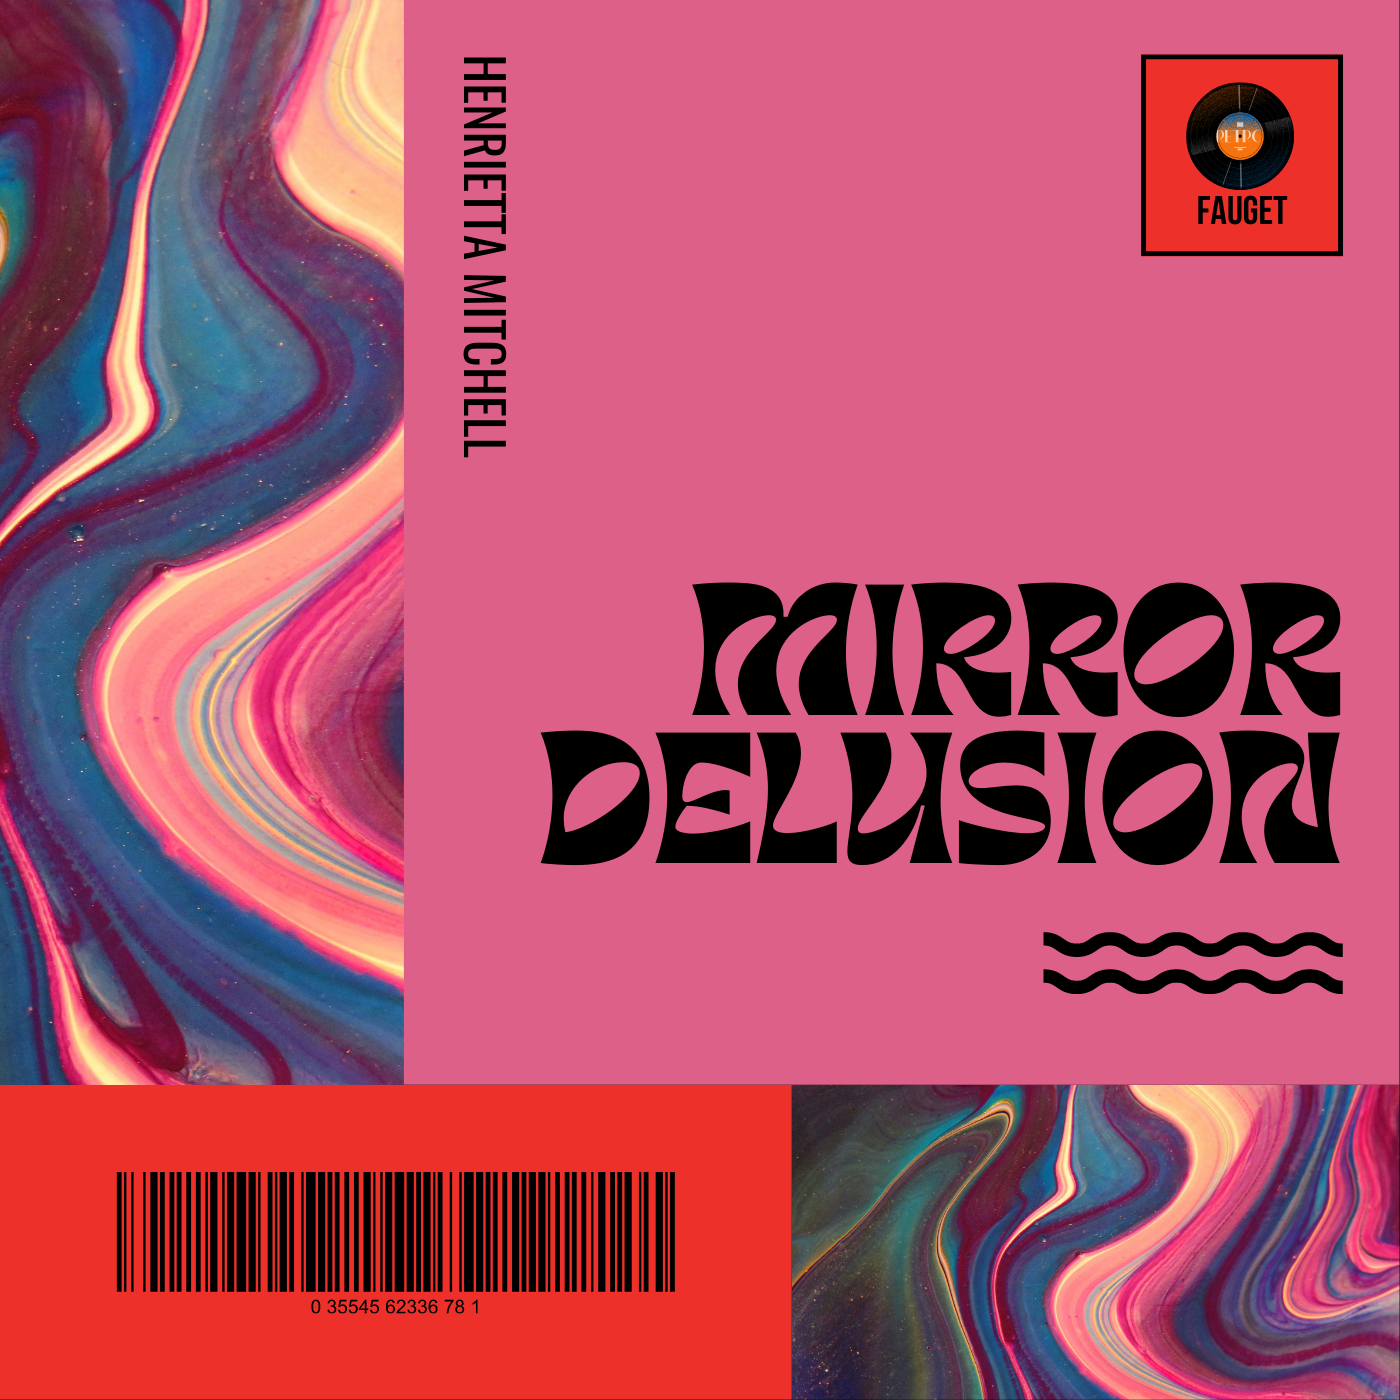 HENRIETTA MITCHELL
FAUGET
MIRROR
DELUSION
0 35545 62336 78 1